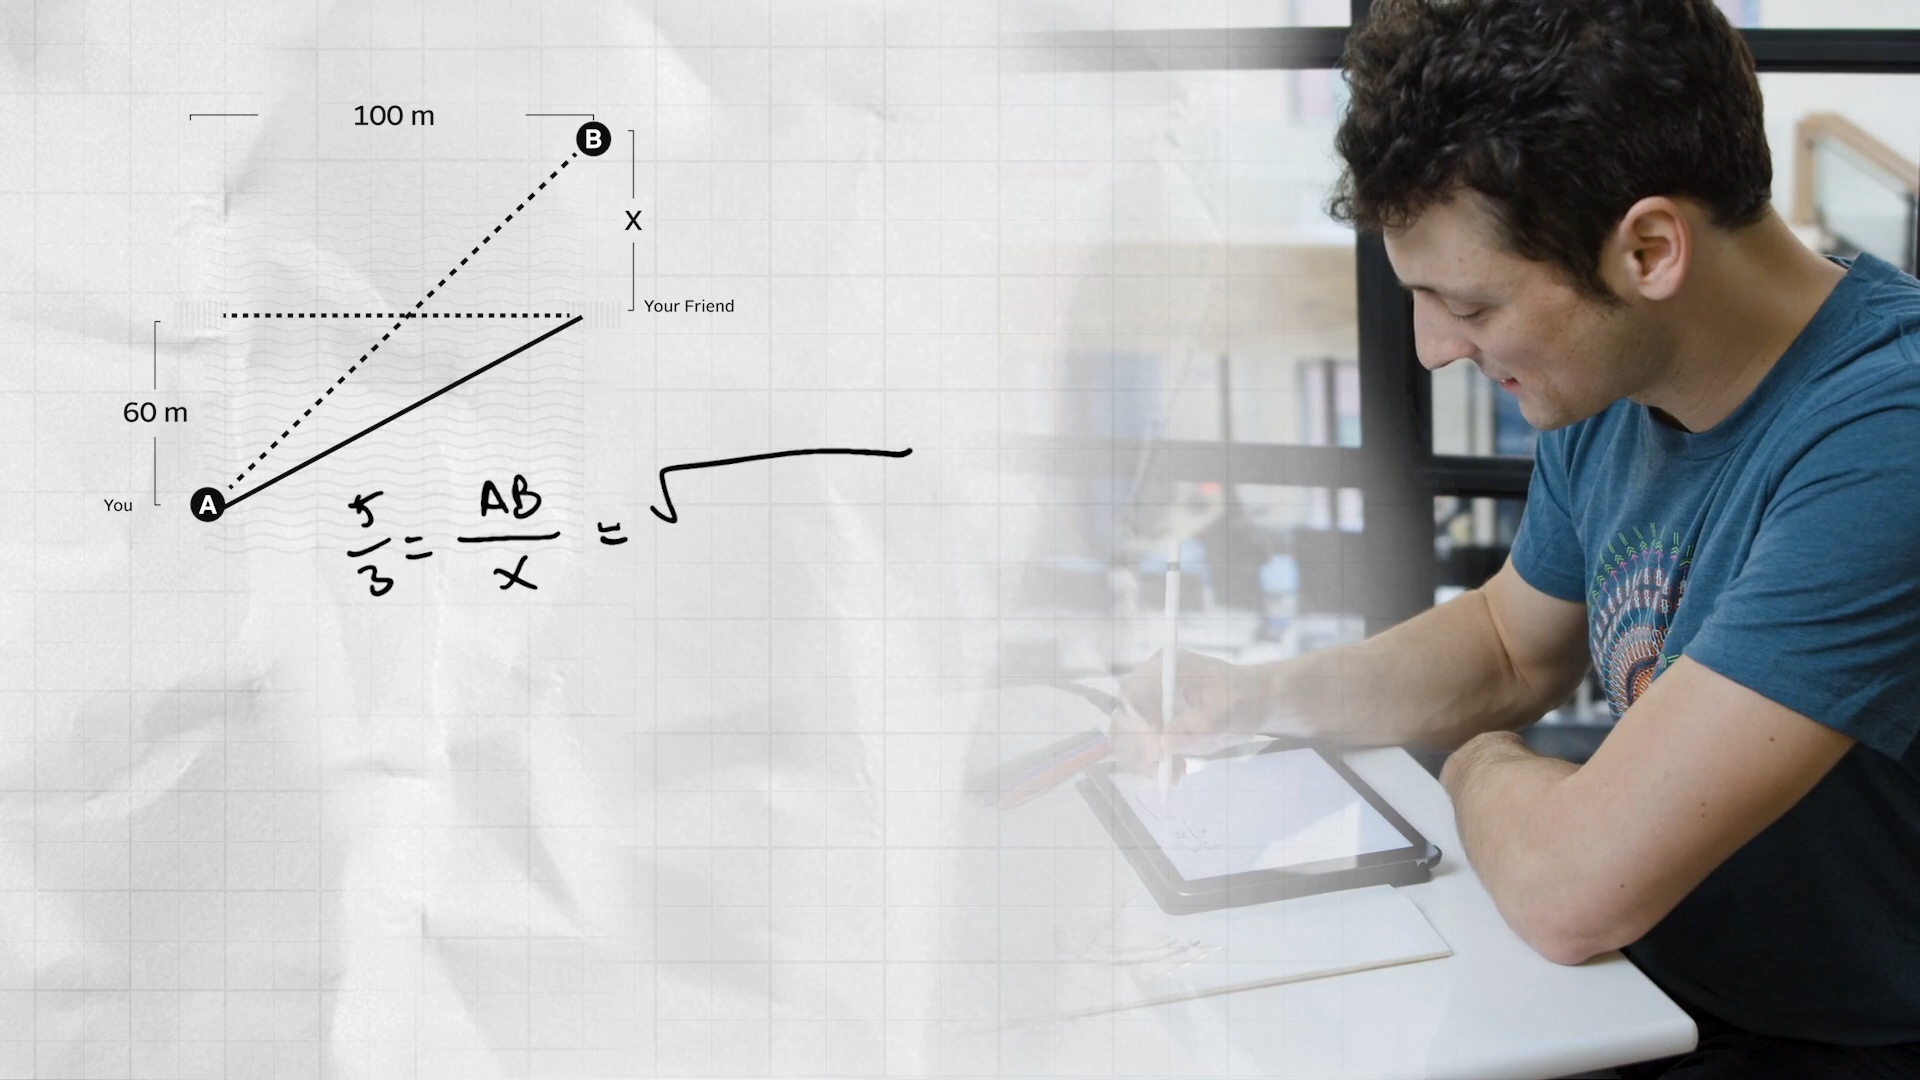 100 m
B
X
Your Friend
60 m
You
A
5/3 = AB/X = √